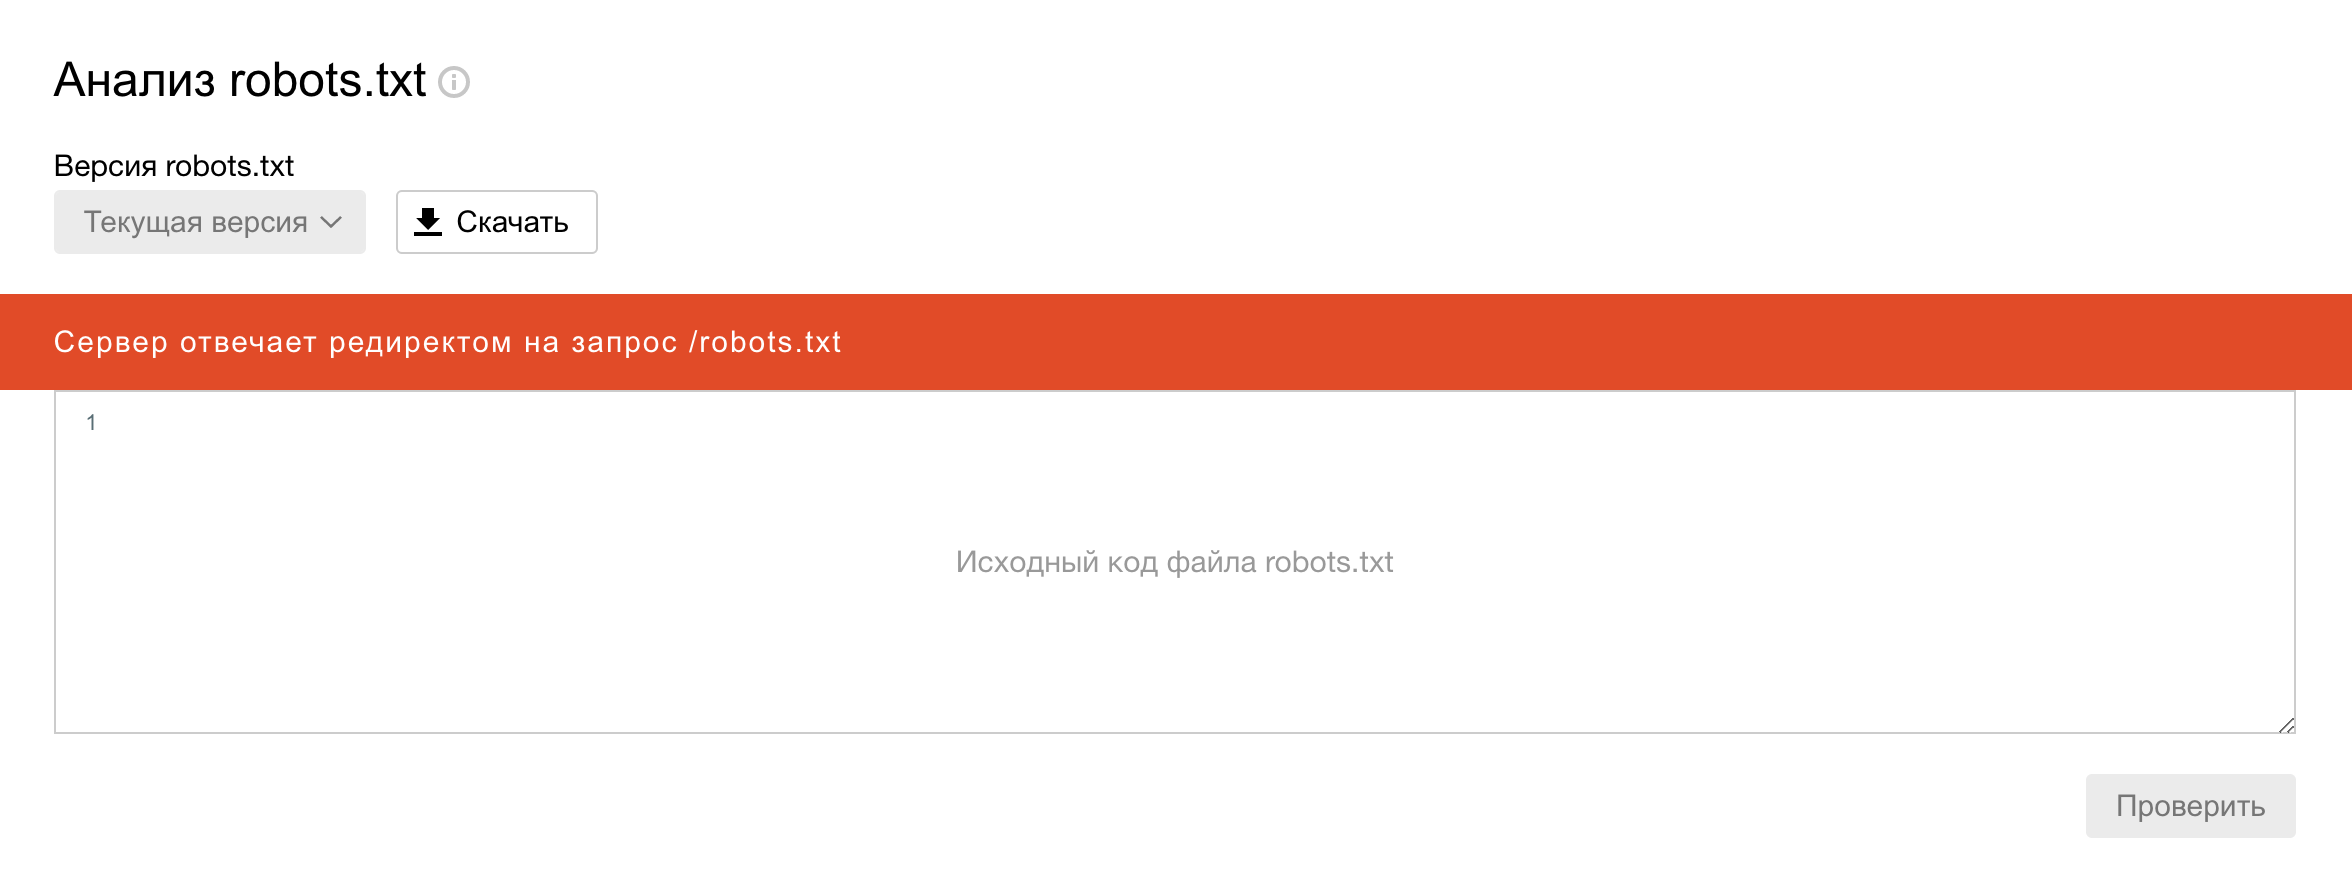 Анализ robots.txt
Версия robots.txt
Текущая версия
Скачать
Сервер отвечает редиректом на запрос /robots.txt
1
Исходный код файла robots.txt
Проверить